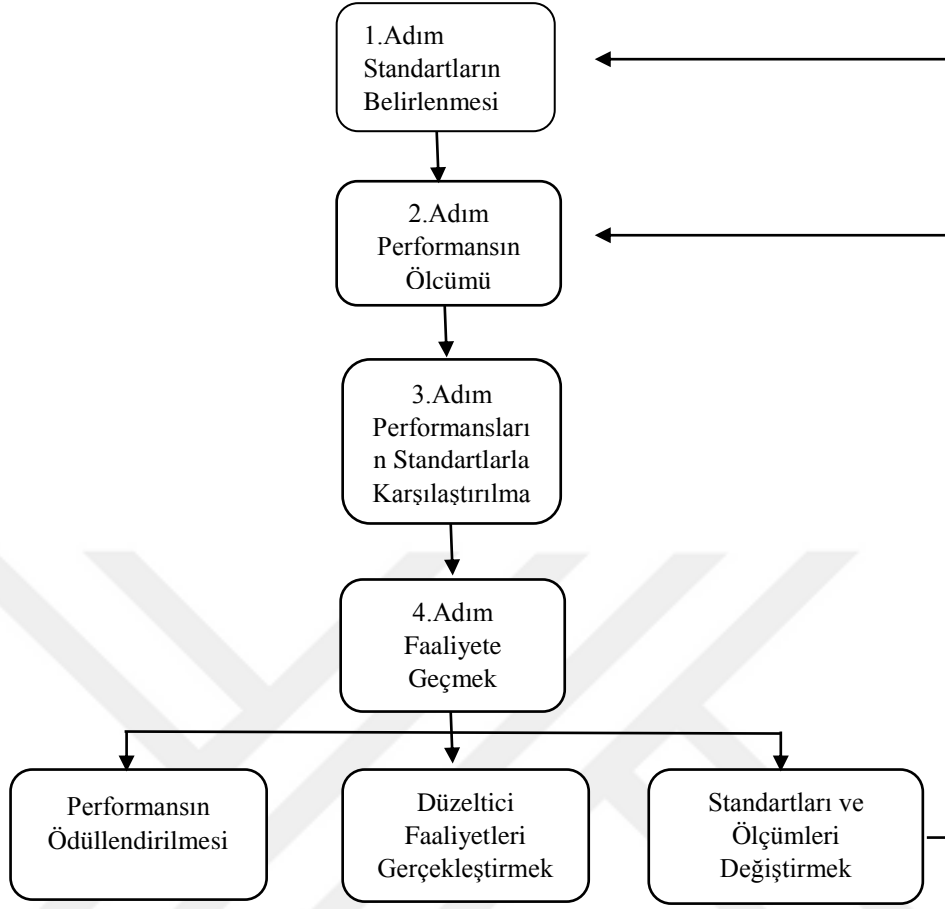 1.Adım
Standartların
Belirlenmesi
2.Adım
Performansın
Ölcümü
3.Adım
Performansları
n Standartlarla
Karşılaştırılma
4.Adım
Faaliyete
Geçmek
Performansın
Ödüllendirilmesi
Düzeltici
Faaliyetleri
Gerçekleştirmek
Standartları ve
Ölçümleri
Değiştirmek